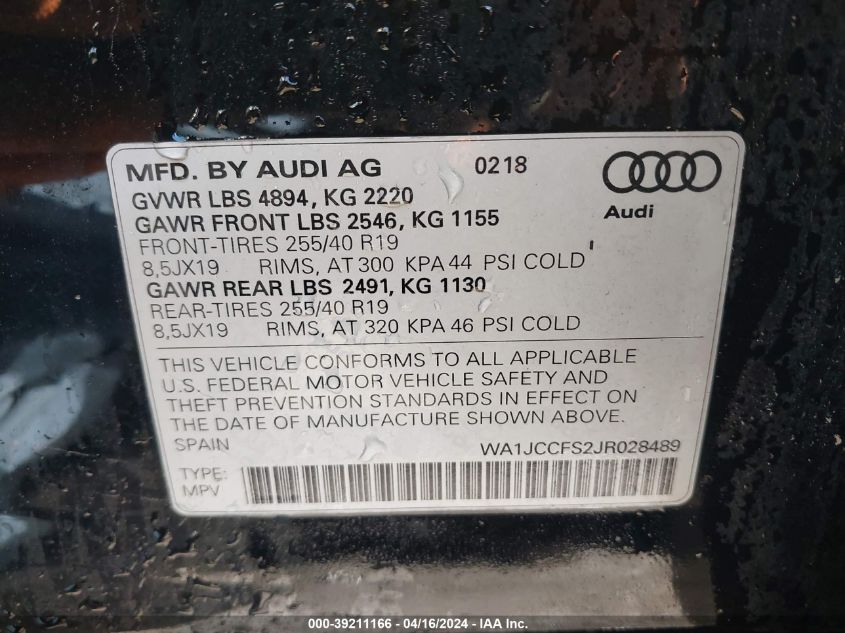 MFD. BY AUDI AG 0218
GVWR LBS 4894, KG 2220
GAWR FRONT LBS 2546, KG 1155
Audi
FRONT-TIRES 255/40 R19
8,5JX19 RIMS, AT 300 KPA 44 PSI COLD
GAWR REAR LBS 2491, KG 1130
REAR-TIRES 255/40 R19
8,5JX19 RIMS, AT 320 KPA 46 PSI COLD
THIS VEHICLE CONFORMS TO ALL APPLICABLE
U.S. FEDERAL MOTOR VEHICLE SAFETY AND
THEFT PREVENTION STANDARDS IN EFFECT ON
THE DATE OF MANUFACTURE SHOWN ABOVE.
SPAIN WA1JCCFS2JR028489
TYPE:
MPV
000-39211166 - 04/16/2024 - IAAI, Inc.